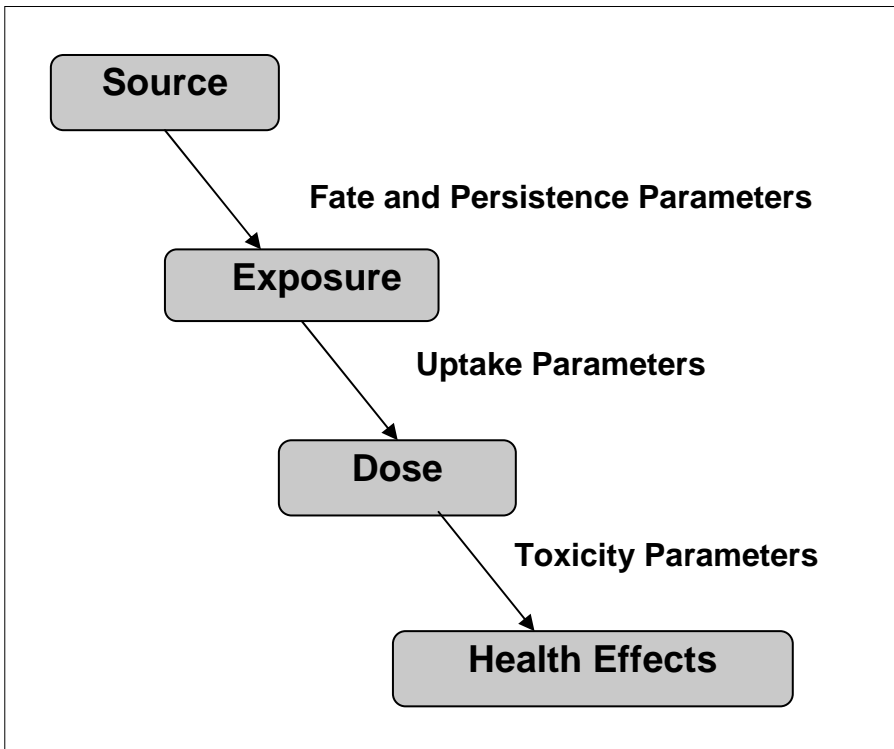 Source
Fate and Persistence Parameters
Exposure
Uptake Parameters
Dose
Toxicity Parameters
Health Effects